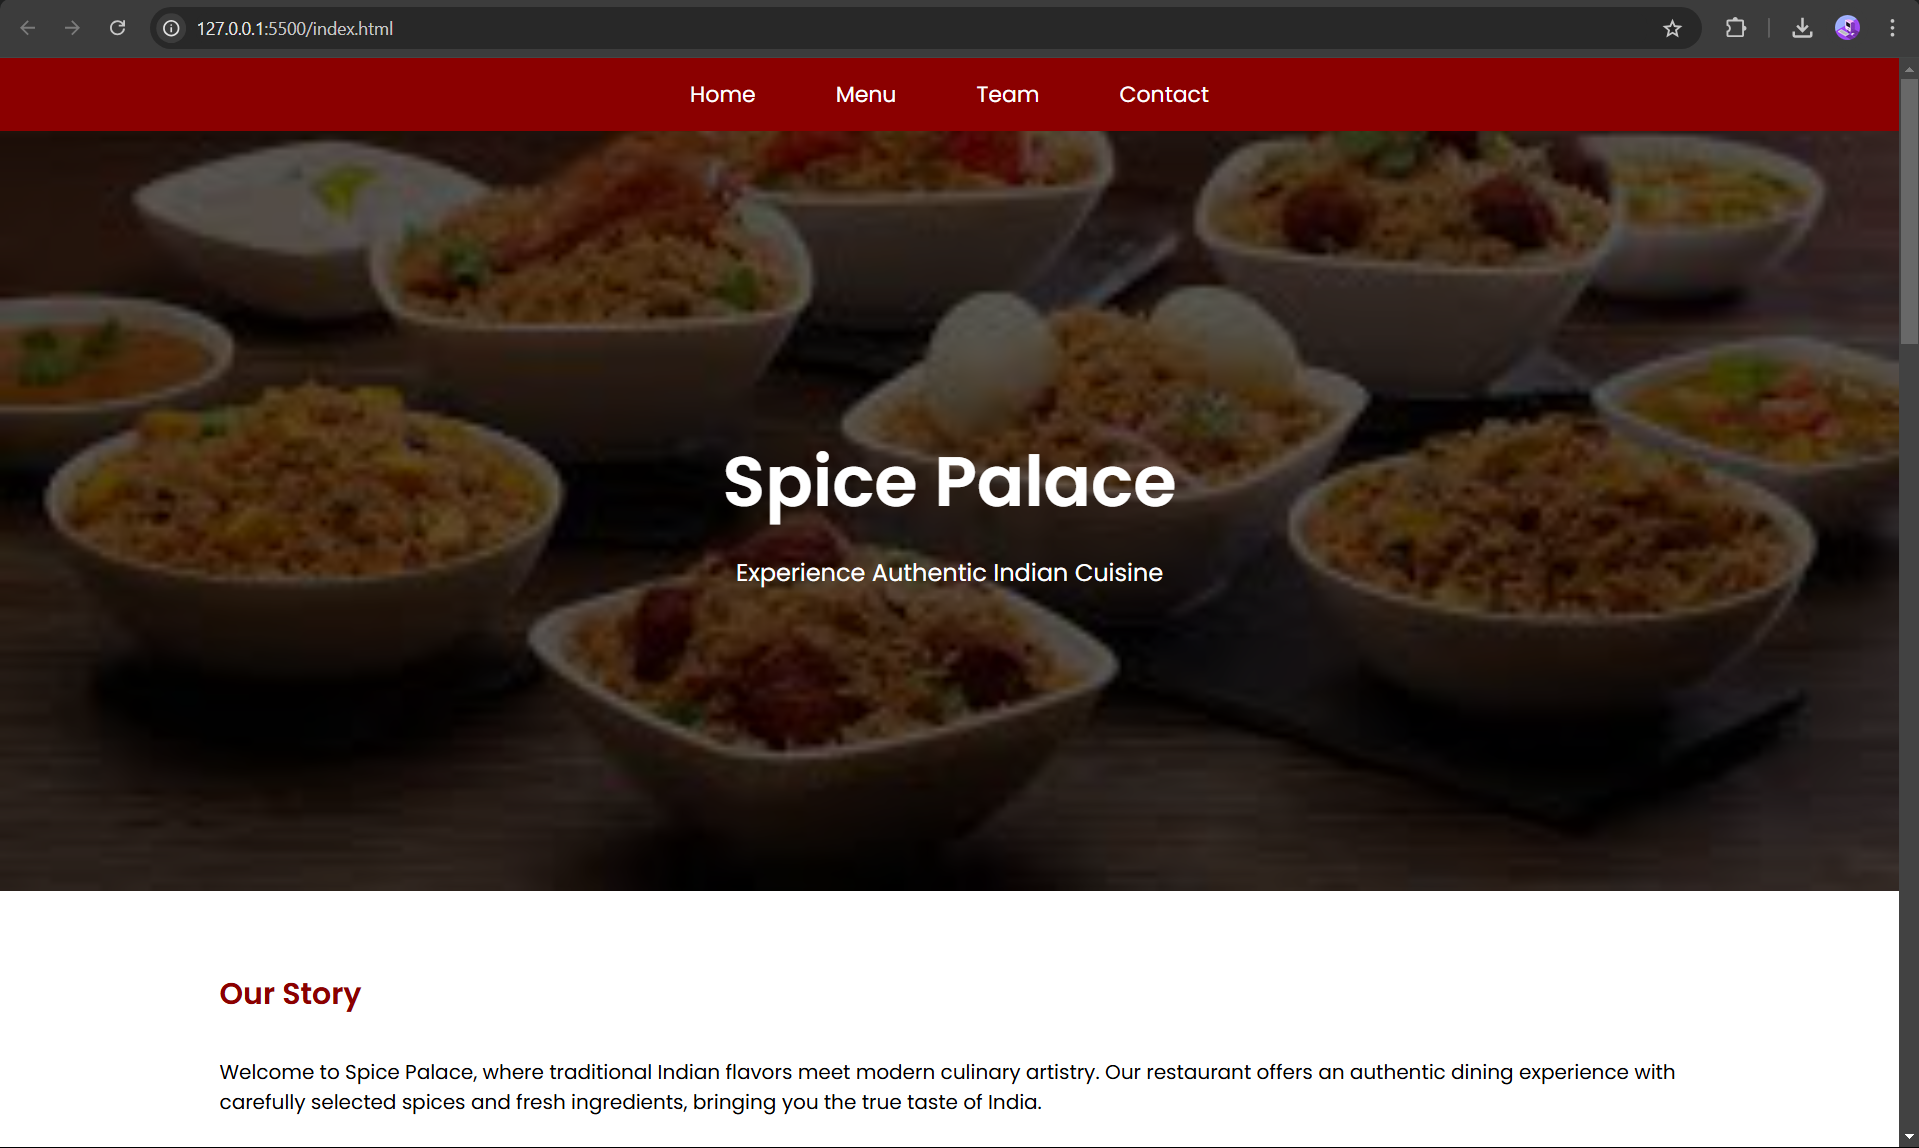 127.0.0.1:5500/index.html
Home Menu Team Contact
Spice Palace
Experience Authentic Indian Cuisine
Our Story
Welcome to Spice Palace, where traditional Indian flavors meet modern culinary artistry. Our restaurant offers an authentic dining experience with
carefully selected spices and fresh ingredients, bringing you the true taste of India.